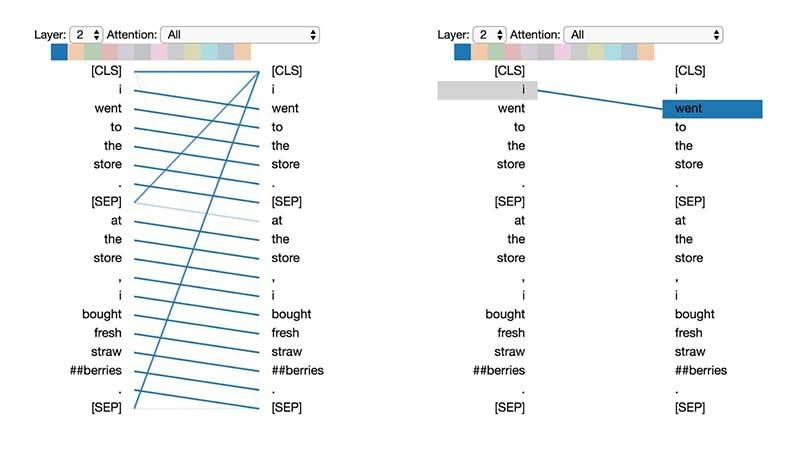 Layer: 2 Attention: All
[CLS] [CLS]
i i
went went
to to
the the
store store
. .
[SEP] [SEP]
at at
the the
store store
, ,
i i
bought bought
fresh fresh
straw straw
##berries ##berries
. .
[SEP] [SEP]
Layer: 2 Attention: All
[CLS] [CLS]
i i
went went
to to
the the
store store
. .
[SEP] [SEP]
at at
the the
store store
, ,
i i
bought bought
fresh fresh
straw straw
##berries ##berries
. .
[SEP] [SEP]